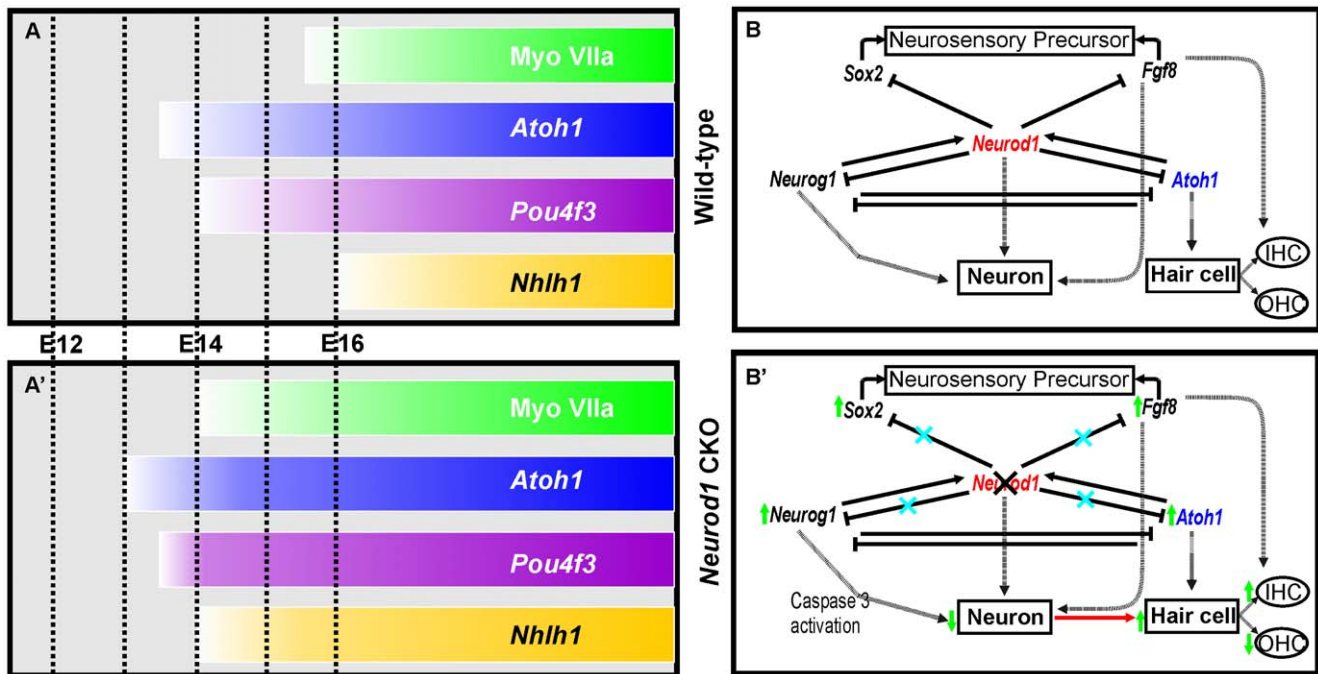 A
Myo VIIa
Atoh1
Pou4f3
Nhlh1
Wild-type
B
Neurosensory Precursor
Sox2
Fgf8
Neurod1
Neurog1
Atoh1
Neuron
Hair cell
IHC
OHC
E12
E14
E16
A'
Myo VIIa
Atoh1
Pou4f3
Nhlh1
Neurod1 CKO
B'
Neurosensory Precursor
Sox2
Fgf8
Neurod1
Neurog1
Atoh1
Caspase 3
activation
Neuron
Hair cell
IHC
OHC